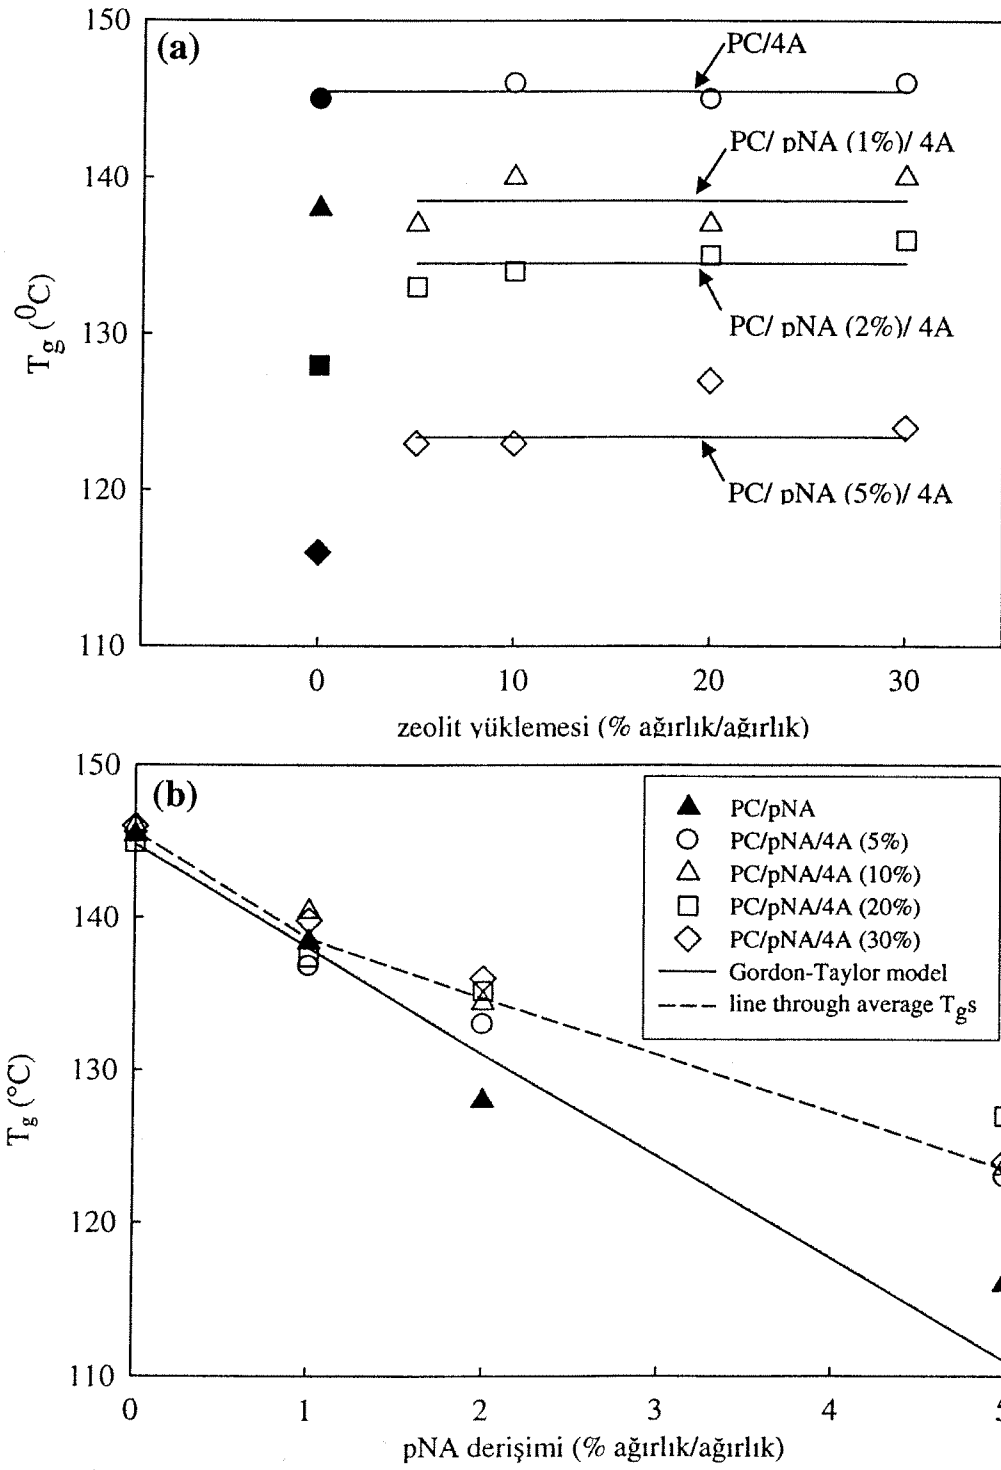 (a)
150
140
130
120
110
T_g (⁰C)
PC/4A
PC/ pNA (1%)/ 4A
PC/ pNA (2%)/ 4A
PC/ pNA (5%)/ 4A
0 10 20 30
zeolit yüklemesi (% ağırlık/ağırlık)
(b)
150
140
130
120
110
T_g (°C)
PC/pNA
PC/pNA/4A (5%)
PC/pNA/4A (10%)
PC/pNA/4A (20%)
PC/pNA/4A (30%)
Gordon-Taylor model
line through average T_gs
0 1 2 3 4 5
pNA derişimi (% ağırlık/ağırlık)